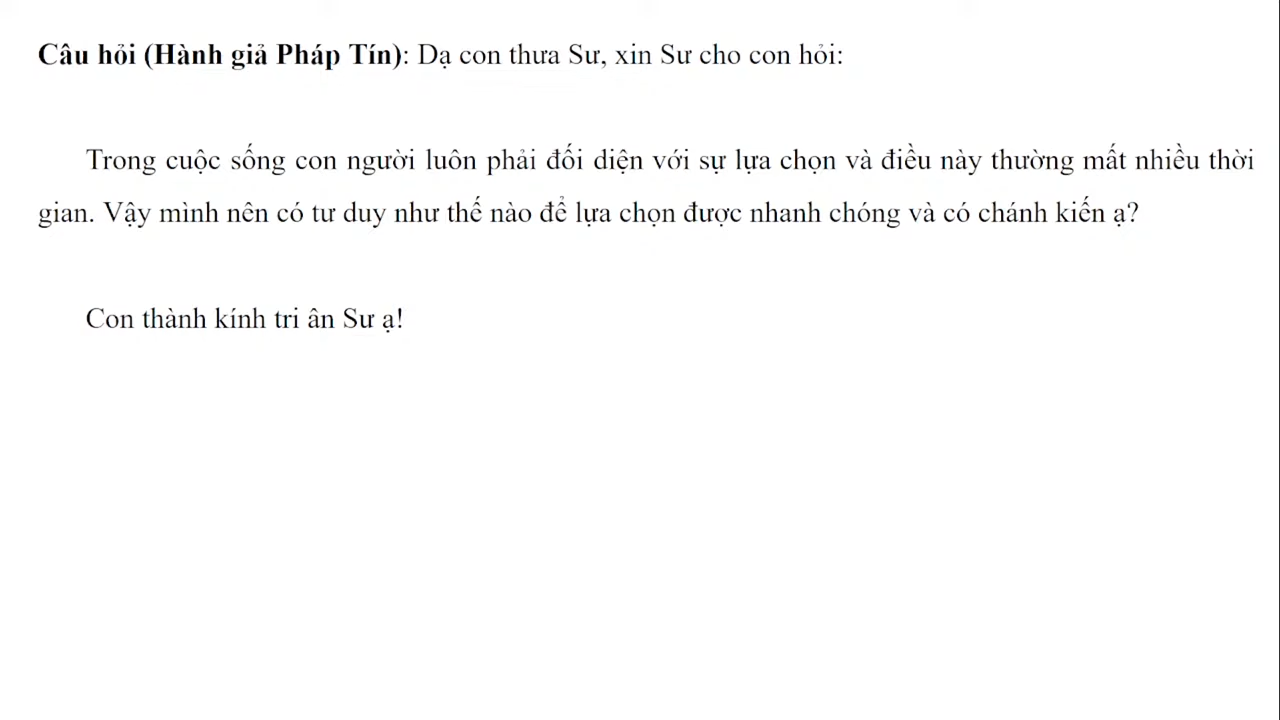 Câu hỏi (Hành giả Pháp Tín): Dạ con thưa Sư, xin Sư cho con hỏi:
Trong cuộc sống con người luôn phải đối diện với sự lựa chọn và điều này thường mất nhiều thời
gian. Vậy mình nên có tư duy như thế nào để lựa chọn được nhanh chóng và có chánh kiến ạ?
Con thành kính tri ân Sư ạ!